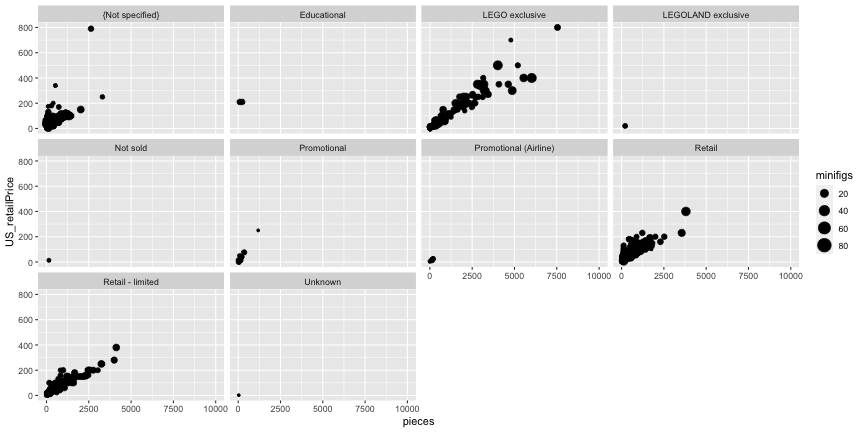 {Not specified}
Educational
LEGO exclusive
LEGOLAND exclusive
800
600
400
200
0
Not sold
Promotional
Promotional (Airline)
Retail
800
600
400
200
0
0 2500 5000 7500 10000
0 2500 5000 7500 10000
Retail - limited
Unknown
800
600
400
200
0
0 2500 5000 7500 10000
0 2500 5000 7500 10000
US_retailPrice
pieces
minifigs
20
40
60
80